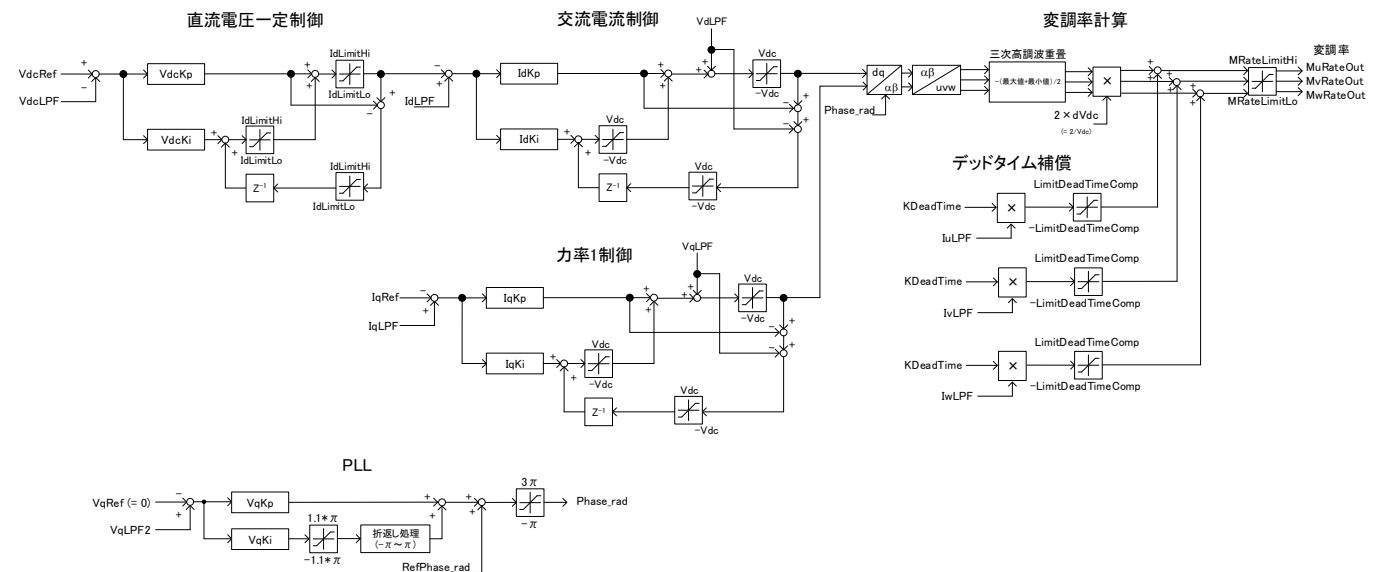 直流電圧一定制御
VdcRef
+
−
VdcLPF
VdcKp
VdcKi
+
+
IdLimitHi
IdLimitLo
+
+
IdLimitHi
IdLimitLo
+
−
IdLimitHi
IdLimitLo
Z⁻¹
交流電流制御
−
+
IdLPF
IdKp
IdKi
+
+
Vdc
−Vdc
+
+
VdLPF
+
+
Vdc
−Vdc
+
−
+
−
Vdc
−Vdc
Z⁻¹
力率1制御
IqRef
−
+
IqLPF
IqKp
IqKi
+
+
Vdc
−Vdc
+
+
VqLPF
+
+
Vdc
−Vdc
+
−
+
−
Vdc
−Vdc
Z⁻¹
変調率計算
dq
αβ
Phase_rad
αβ
uvw
三次高調波重畳
−(最大値+最小値)/2
×
2×dVdc
(= 2/Vdc)
+
+
+
+
+
+
MRateLimitHi
MRateLimitLo
変調率
MuRateOut
MvRateOut
MwRateOut
デッドタイム補償
KDeadTime
×
IuLPF
LimitDeadTimeComp
−LimitDeadTimeComp
KDeadTime
×
IvLPF
LimitDeadTimeComp
−LimitDeadTimeComp
KDeadTime
×
IwLPF
LimitDeadTimeComp
−LimitDeadTimeComp
PLL
VqRef (= 0)
−
+
VqLPF2
VqKp
VqKi
1.1*π
−1.1*π
折返し処理
(−π～π)
+
+
+
+
RefPhase_rad
3π
−π
Phase_rad